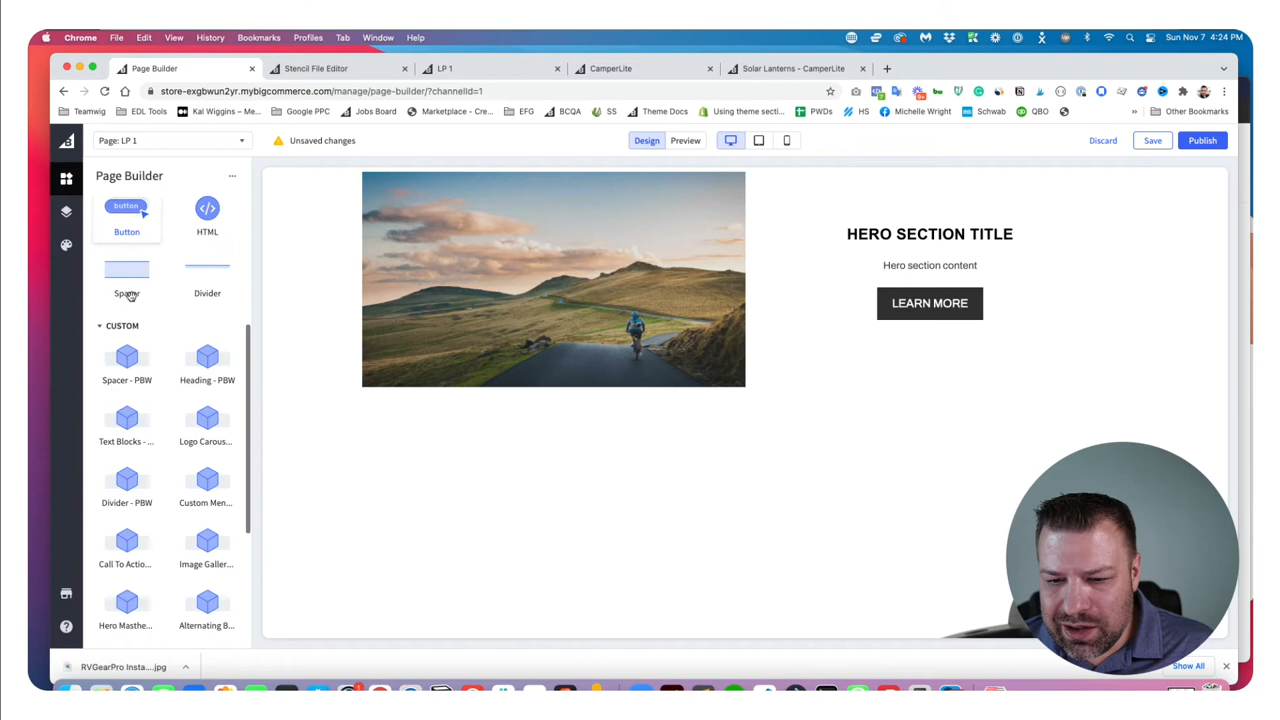 Chrome File Edit View History Bookmarks Profiles Tab Window Help
Sun Nov 7 4:24 PM
Page Builder
Stencil File Editor
LP 1
CamperLite
Solar Lanterns - CamperLite
store-exgbwun2yr.mybigcommerce.com/manage/page-builder/?channelId=1
Teamwig EDL Tools Kal Wiggins – My... Google PPC Jobs Board Marketplace - Cre... EFG BCQA SS Theme Docs Using theme secti... PWDs HS Michelle Wright Schwab QBO » Other Bookmarks
Page: LP 1
Unsaved changes
Design Preview
Discard Save Publish
Page Builder ...
button
Button HTML
Spacer Divider
CUSTOM
Spacer - PBW Heading - PBW
Text Blocks - ... Logo Carous...
Divider - PBW Custom Men...
Call To Actio... Image Galler...
Hero Masthe... Alternating B...
HERO SECTION TITLE
Hero section content
LEARN MORE
RVGearPro Insta....jpg
Show All